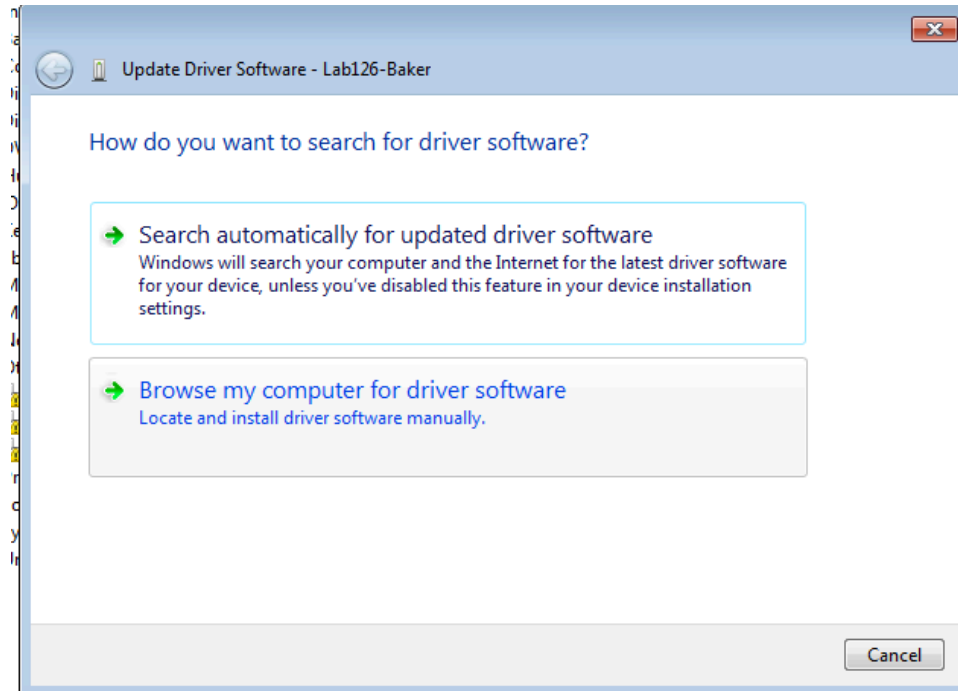 Update Driver Software - Lab126-Baker
How do you want to search for driver software?
Search automatically for updated driver software
Windows will search your computer and the Internet for the latest driver software
for your device, unless you've disabled this feature in your device installation
settings.
Browse my computer for driver software
Locate and install driver software manually.
Cancel